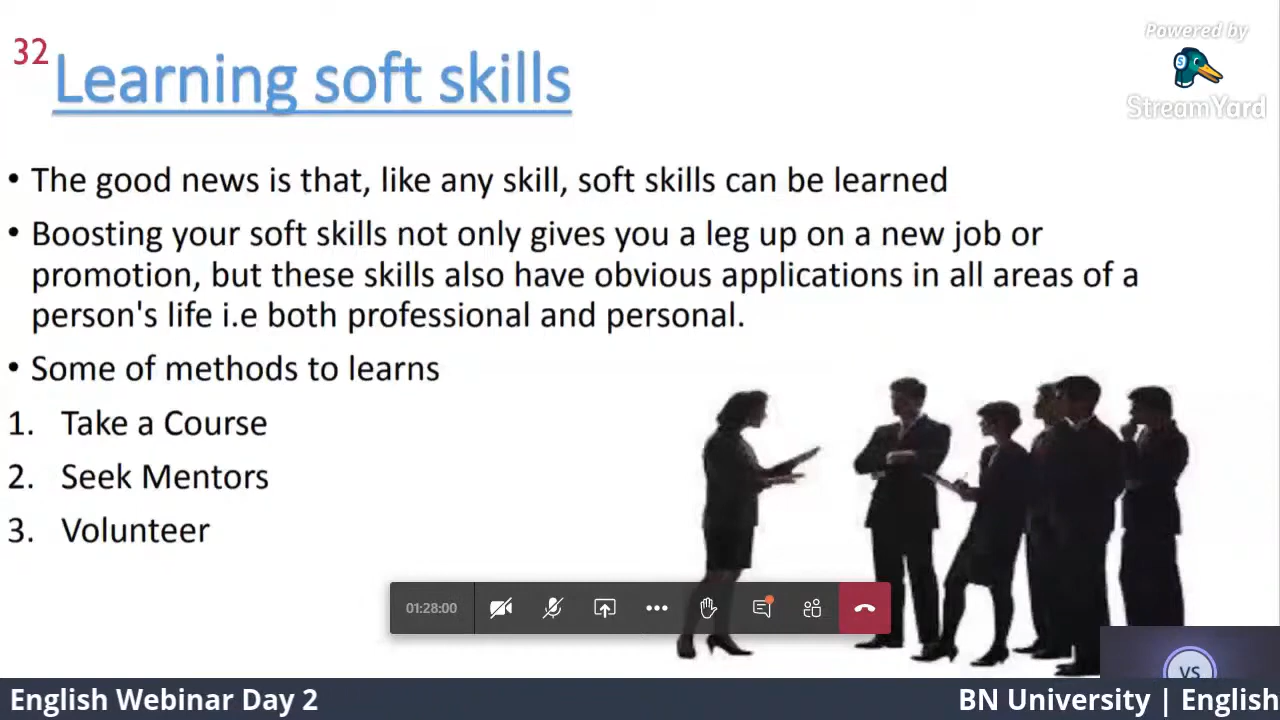 32
Learning soft skills
Powered by
StreamYard
• The good news is that, like any skill, soft skills can be learned
• Boosting your soft skills not only gives you a leg up on a new job or
promotion, but these skills also have obvious applications in all areas of a
person's life i.e both professional and personal.
• Some of methods to learns
1. Take a Course
2. Seek Mentors
3. Volunteer
01:28:00
VS
English Webinar Day 2
BN University | English